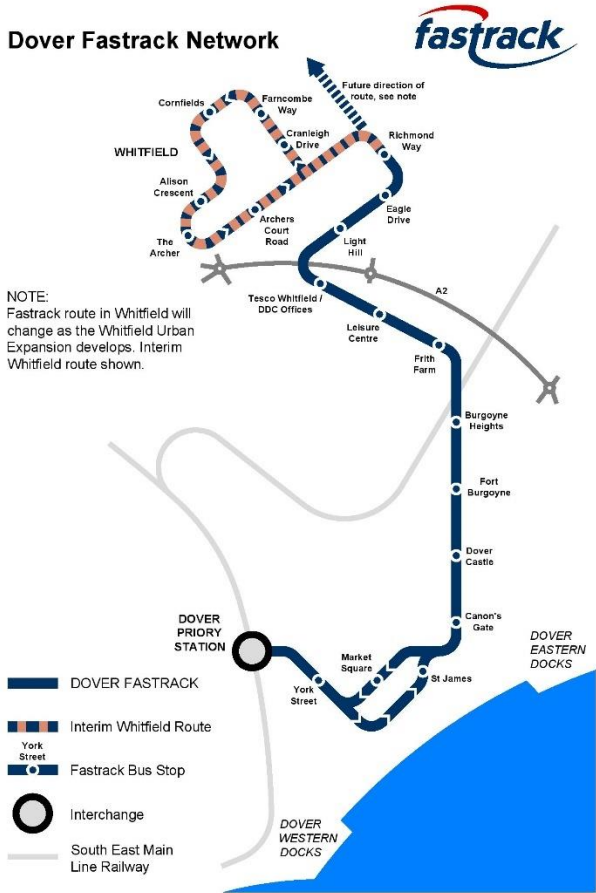 Dover Fastrack Network
fastrack
Future direction of
route, see note
Cornfields
Farncombe
Way
Cranleigh
Drive
Richmond
Way
WHITFIELD
Alison
Crescent
Eagle
Drive
The
Archer
Archers
Court
Road
Light
Hill
A2
NOTE:
Fastrack route in Whitfield will
change as the Whitfield Urban
Expansion develops. Interim
Whitfield route shown.
Tesco Whitfield /
DDC Offices
Leisure
Centre
Frith
Farm
Burgoyne
Heights
Fort
Burgoyne
Dover
Castle
Canon's
Gate
DOVER
PRIORY
STATION
Market
Square
York
Street
St James
DOVER
EASTERN
DOCKS
DOVER FASTRACK
Interim Whitfield Route
York
Street
Fastrack Bus Stop
Interchange
South East Main
Line Railway
DOVER
WESTERN
DOCKS